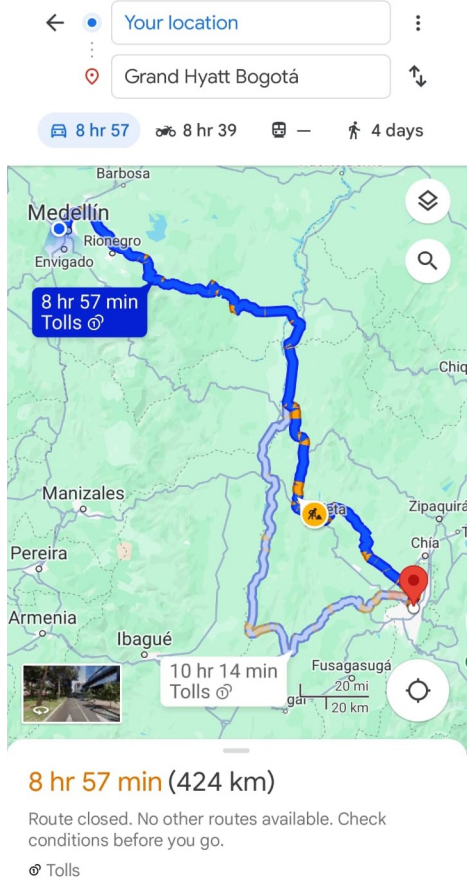 Your location
Grand Hyatt Bogotá
8 hr 57
8 hr 39
—
4 days
Barbosa
Medellín
Rionegro
Envigado
8 hr 57 min
Tolls
Chiq
Manizales
eta
Zipaquirá
Chía
Pereira
Armenia
Ibagué
10 hr 14 min
Tolls
Fusagasugá
gar
20 mi
20 km
8 hr 57 min (424 km)
Route closed. No other routes available. Check
conditions before you go.
Tolls